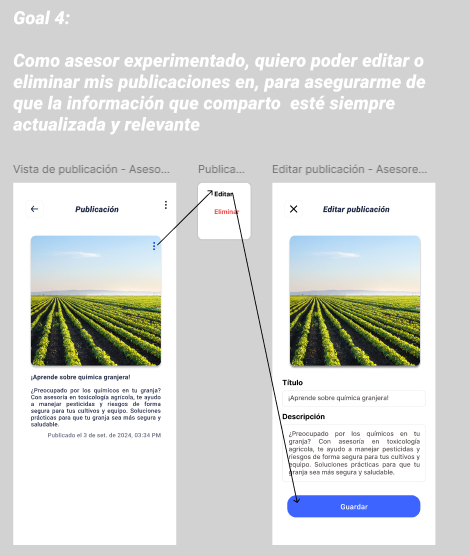 Goal 4:
Como asesor experimentado, quiero poder editar o
eliminar mis publicaciones en, para asegurarme de
que la información que comparto esté siempre
actualizada y relevante
Vista de publicación - Aseso...
Publica...
Editar publicación - Asesore...
Publicación
Editar
Eliminar
Editar publicación
¡Aprende sobre química granjera!
¿Preocupado por los químicos en tu granja?
Con asesoría en toxicología agrícola, te ayudo
a manejar pesticidas y riesgos de forma
segura para tus cultivos y equipo. Soluciones
prácticas para que tu granja sea más segura y
saludable.
Publicado el 3 de set. de 2024, 03:34 PM
Título
¡Aprende sobre química granjera!
Descripción
¿Preocupado por los químicos en tu
granja? Con asesoría en toxicología
agrícola, te ayudo a manejar pesticidas y
riesgos de forma segura para tus cultivos y
equipo. Soluciones prácticas para que tu
granja sea más segura y saludable.
Guardar